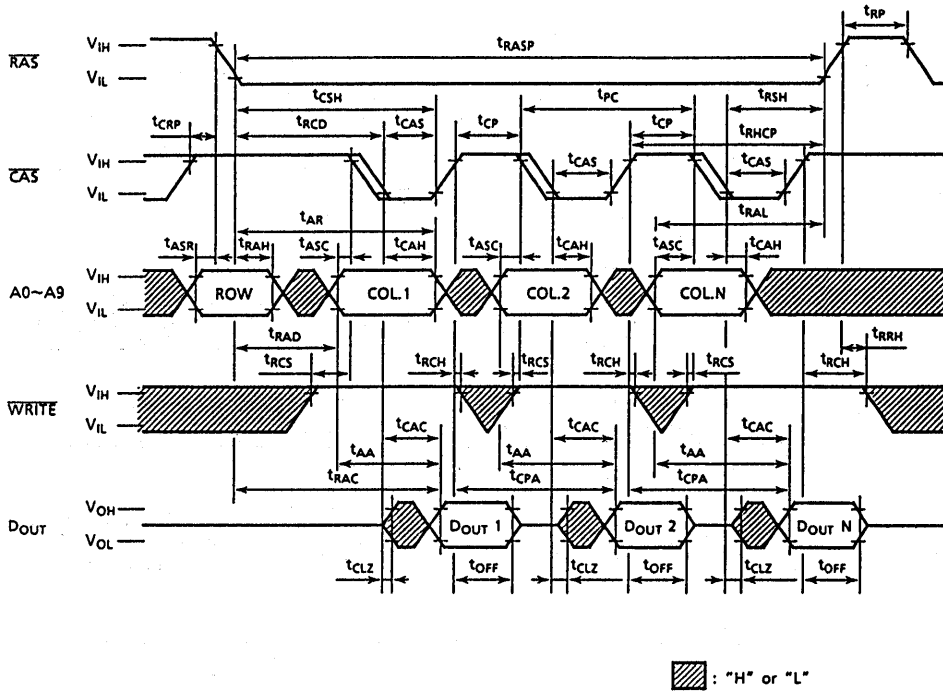 tRP
VIH
RAS
VIL
tRASP
tCSH
tPC
tRSH
tCRP
tRCD
tCAS
tCP
tCP
tRHCP
VIH
CAS
VIL
tCAS
tCAS
tAR
tRAL
tASR
tRAH
tASC
tCAH
tASC
tCAH
tASC
tCAH
VIH
A0~A9
VIL
ROW
COL.1
COL.2
COL.N
tRAD
tRRH
tRCS
tRCH
tRCS
tRCH
tRCS
tRCH
VIH
WRITE
VIL
tCAC
tCAC
tCAC
tAA
tAA
tAA
tRAC
tCPA
tCPA
VOH
DOUT
VOL
DOUT 1
DOUT 2
DOUT N
tCLZ
tOFF
tCLZ
tOFF
tCLZ
tOFF
: "H" or "L"